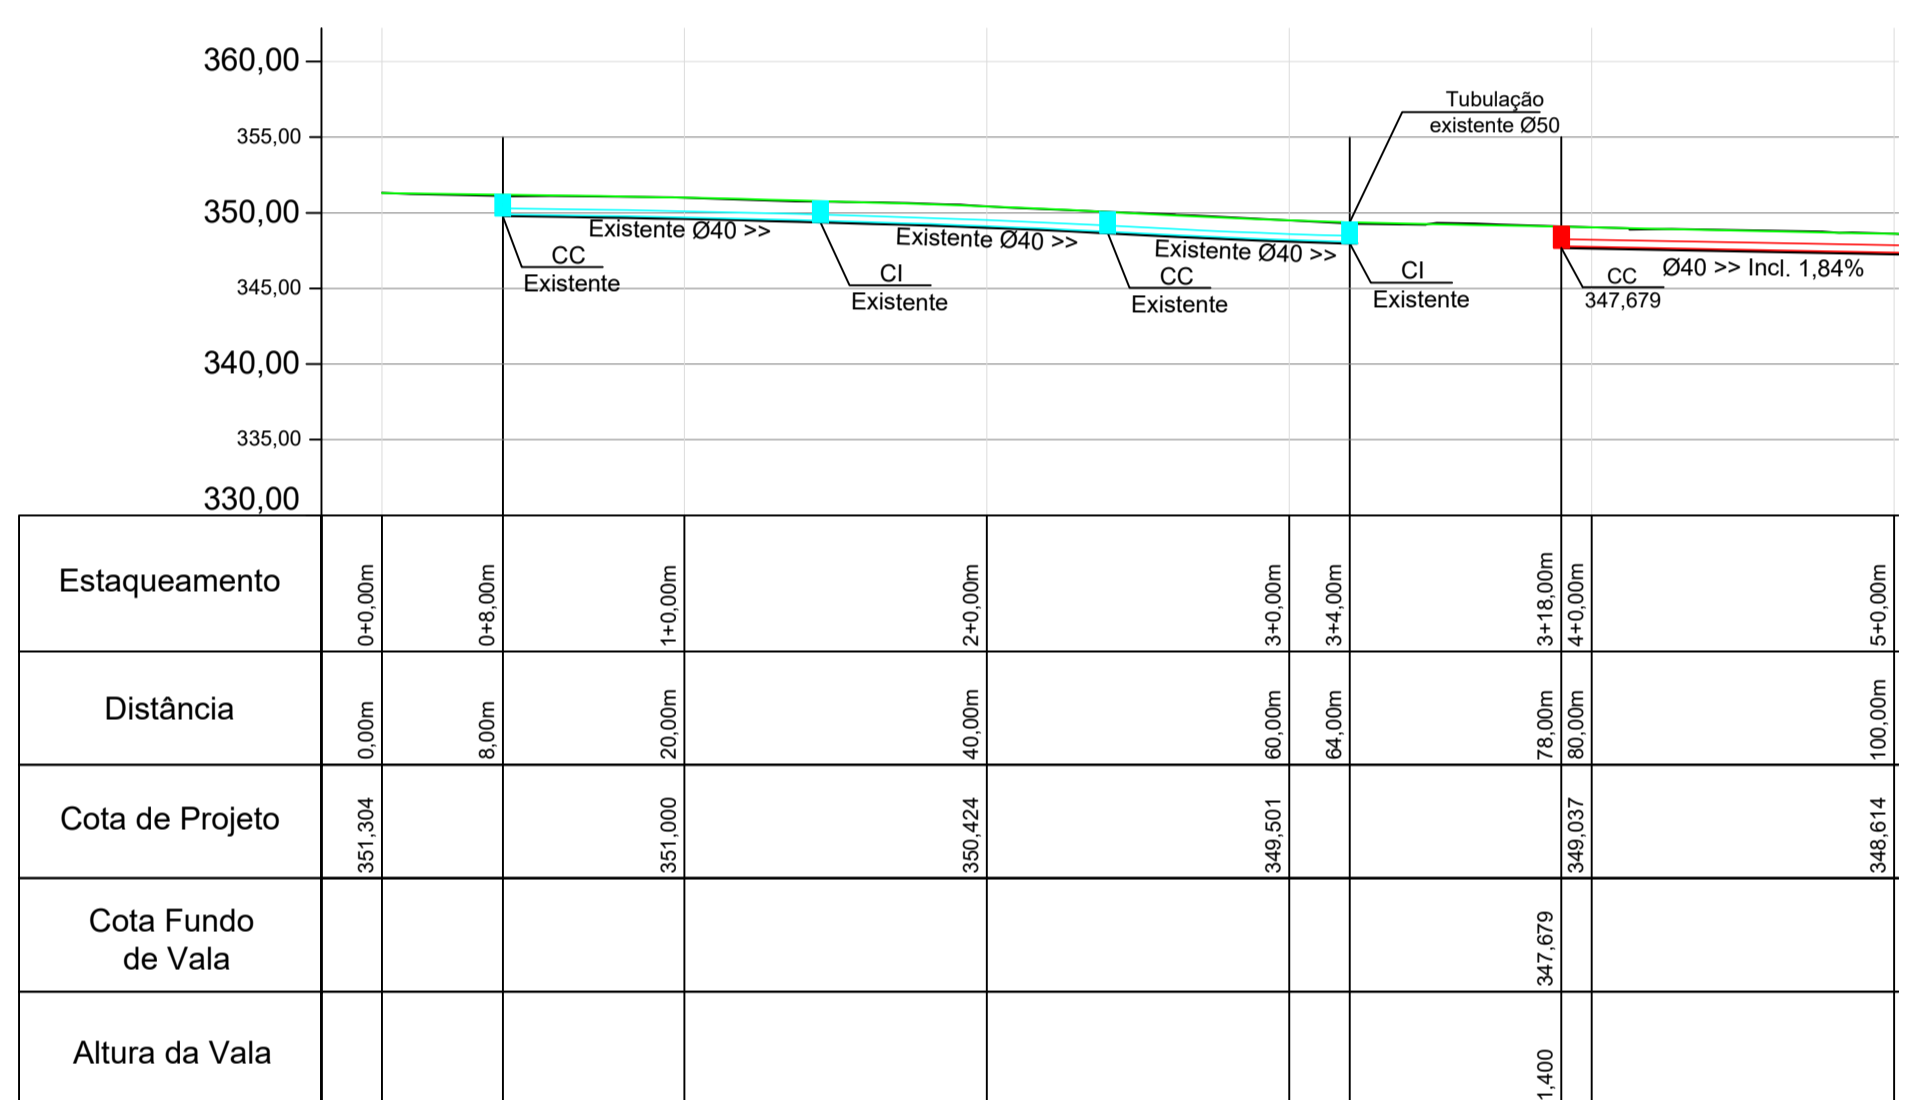 360,00
355,00
350,00
345,00
340,00
335,00
330,00
Tubulação
existente Ø50
Existente Ø40 >>
Existente Ø40 >>
Existente Ø40 >>
Ø40 >> Incl. 1,84%
CC
Existente
CI
Existente
CC
Existente
CI
Existente
CC
347,679
Estaqueamento
0+0,00m
0+8,00m
1+0,00m
2+0,00m
3+0,00m
3+4,00m
3+18,00m
4+0,00m
5+0,00m
Distância
0,00m
8,00m
20,00m
40,00m
60,00m
64,00m
78,00m
80,00m
100,00m
Cota de Projeto
351,304
351,000
350,424
349,501
349,037
348,614
Cota Fundo
de Vala
347,679
Altura da Vala
1,400